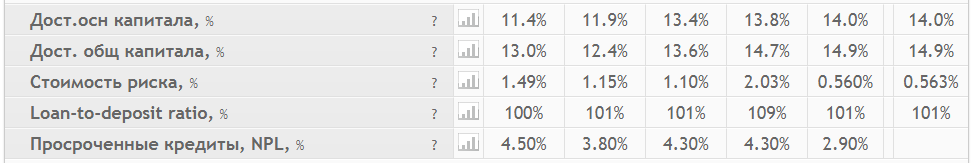 Дост.осн капитала, % ? 11.4% 11.9% 13.4% 13.8% 14.0% 14.0%
Дост. общ капитала, % ? 13.0% 12.4% 13.6% 14.7% 14.9% 14.9%
Стоимость риска, % ? 1.49% 1.15% 1.10% 2.03% 0.560% 0.563%
Loan-to-deposit ratio, % ? 100% 101% 101% 109% 101% 101%
Просроченные кредиты, NPL, % ? 4.50% 3.80% 4.30% 4.30% 2.90%